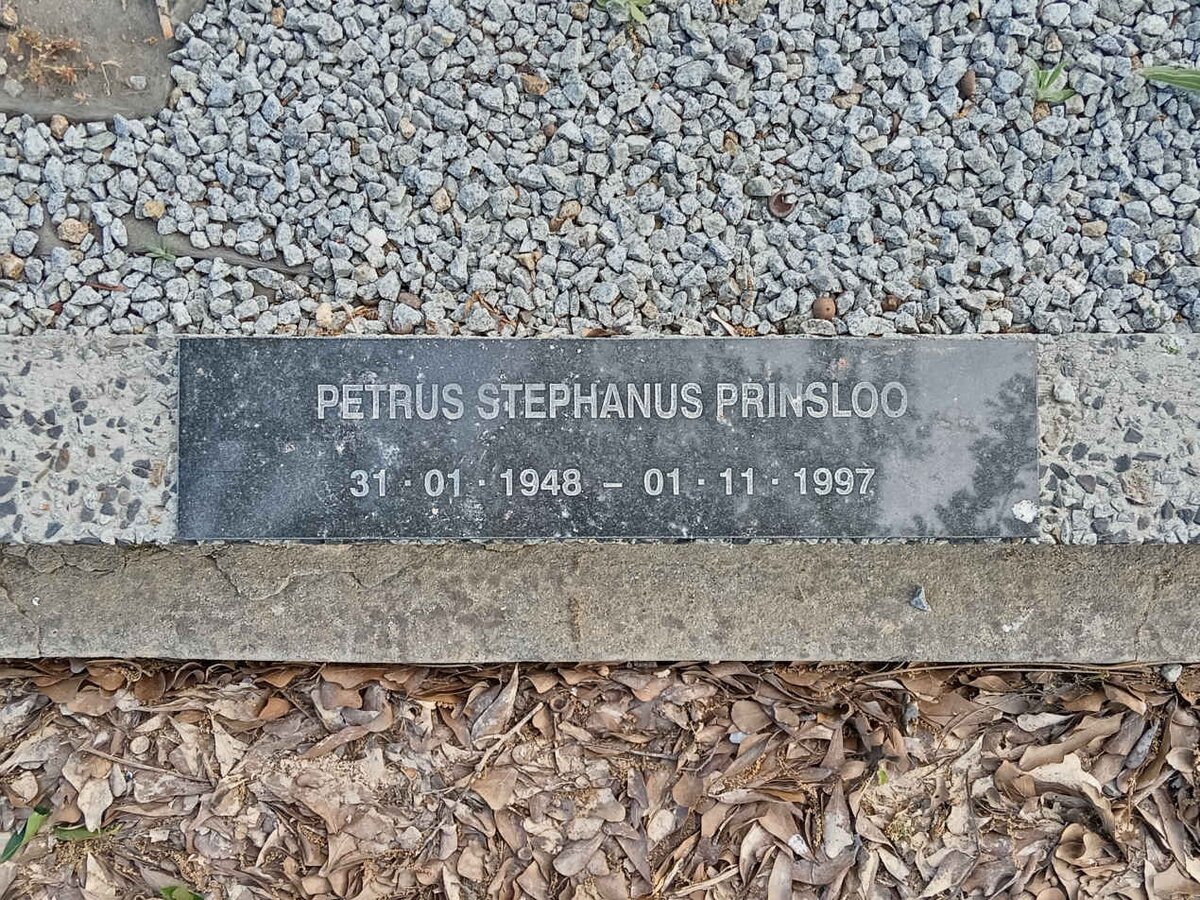 PETRUS STEPHANUS PRINSLOO
31 · 01 · 1948 – 01 · 11 · 1997